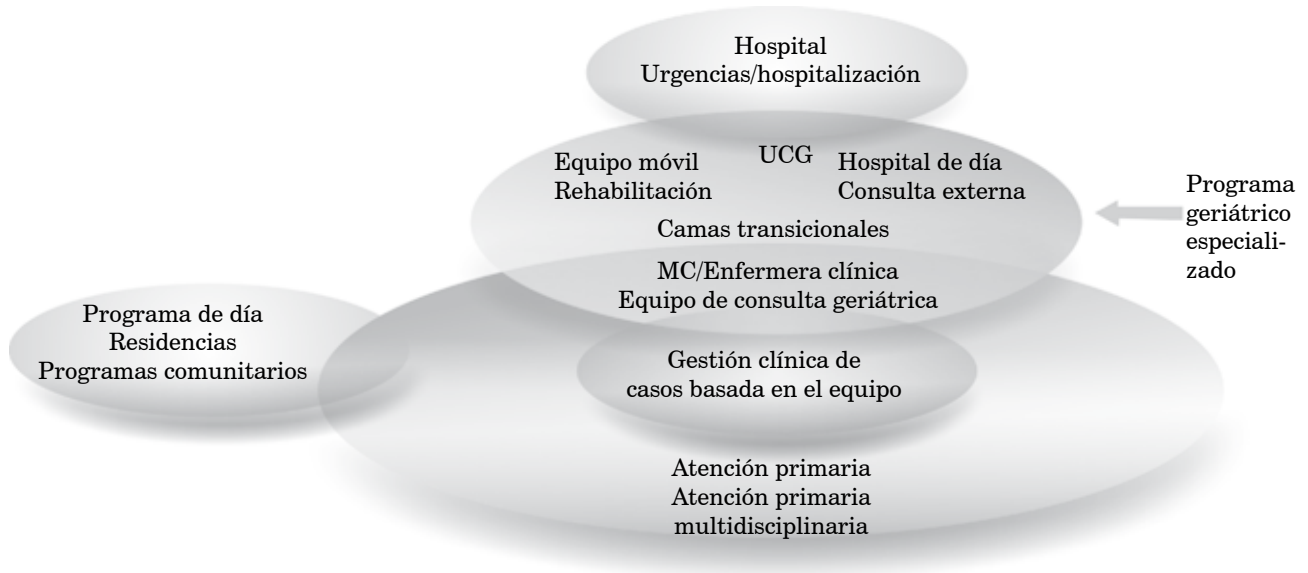 Hospital
Urgencias/hospitalización
Equipo móvil
Rehabilitación
UCG
Hospital de día
Consulta externa
Camas transicionales
MC/Enfermera clínica
Equipo de consulta geriátrica
Programa
geriátrico
especiali-
zado
Programa de día
Residencias
Programas comunitarios
Gestión clínica de
casos basada en el equipo
Atención primaria
Atención primaria
multidisciplinaria